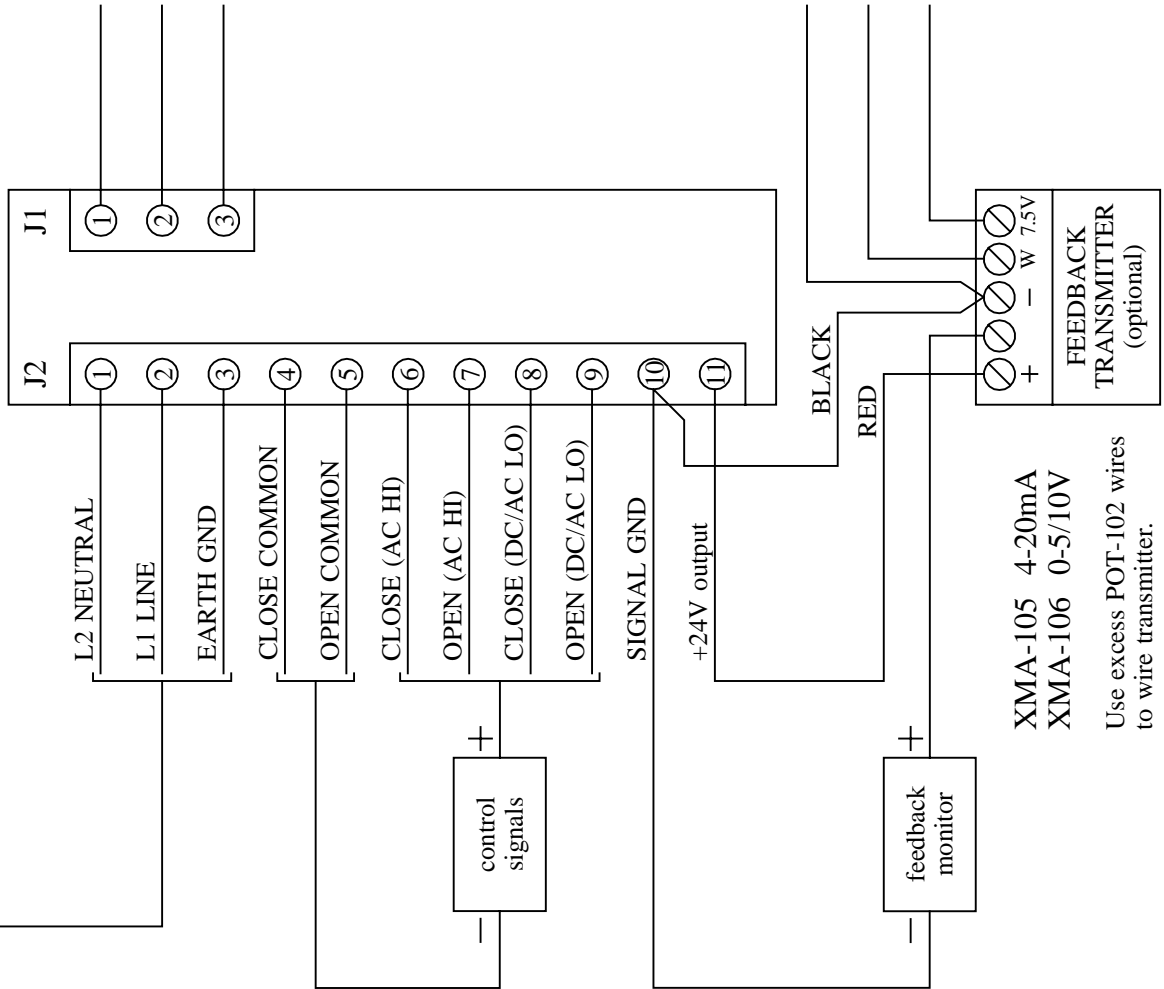 J1
1
2
3
J2
1
2
3
4
5
6
7
8
9
10
11
L2 NEUTRAL
L1 LINE
EARTH GND
CLOSE COMMON
OPEN COMMON
CLOSE (AC HI)
OPEN (AC HI)
CLOSE (DC/AC LO)
OPEN (DC/AC LO)
SIGNAL GND
+24V output
BLACK
RED
+
−
W
7.5V
FEEDBACK
TRANSMITTER
(optional)
+
control
signals
−
+
feedback
monitor
−
XMA-105 4-20mA
XMA-106 0-5/10V
Use excess POT-102 wires
to wire transmitter.